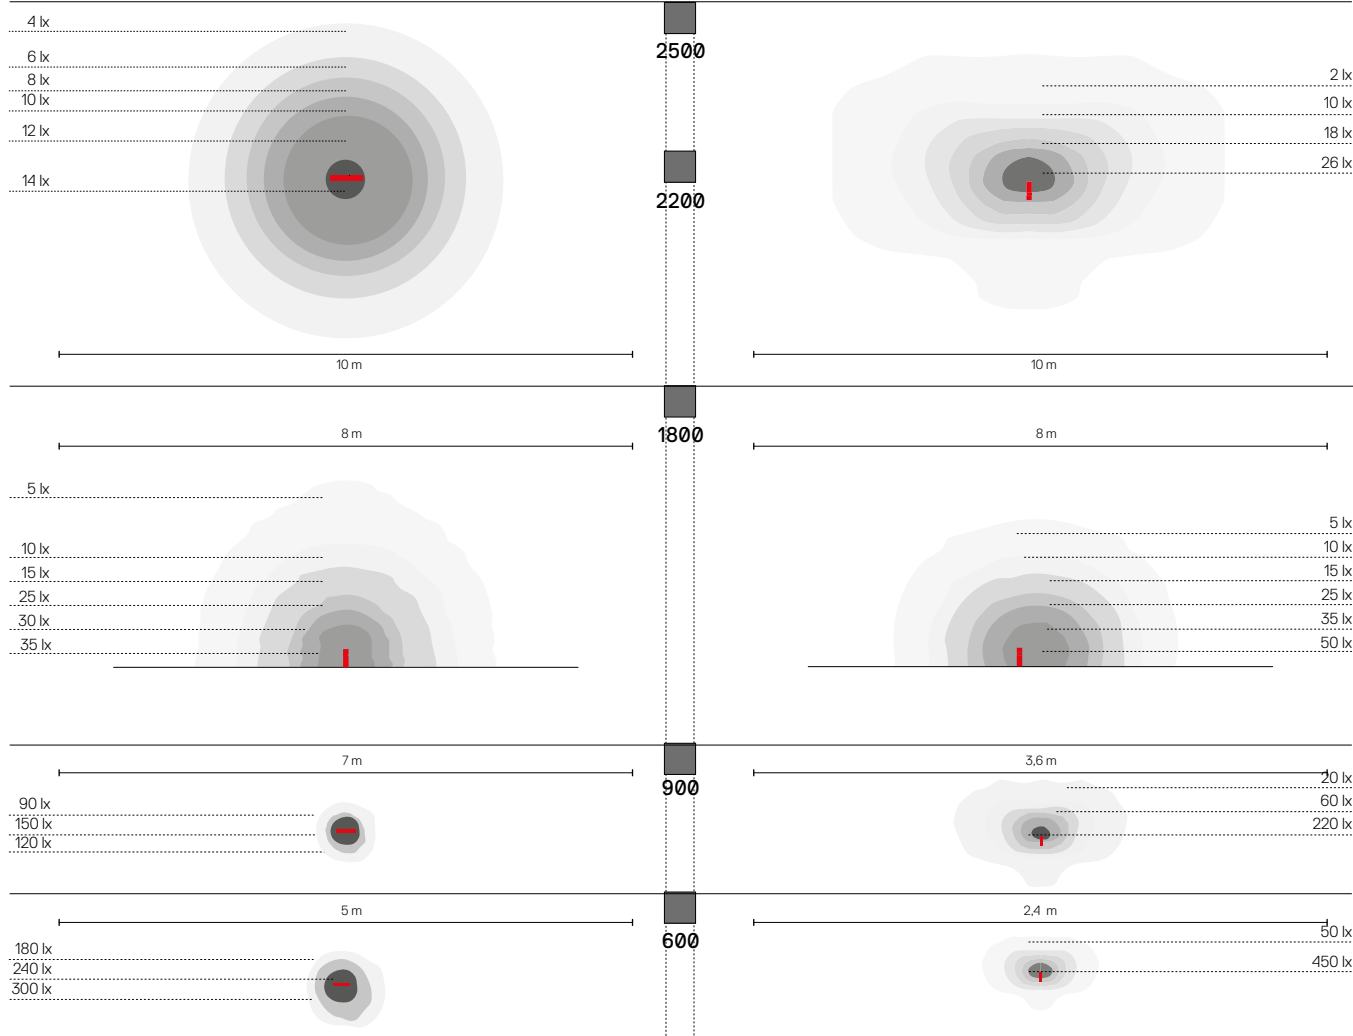 4 lx
6 lx
8 lx
10 lx
12 lx
14 lx
10 m
2500
2200
2 lx
10 lx
18 lx
26 lx
10 m
1800
8 m
5 lx
10 lx
15 lx
25 lx
30 lx
35 lx
8 m
5 lx
10 lx
15 lx
25 lx
35 lx
50 lx
900
7 m
90 lx
150 lx
120 lx
3,6 m
20 lx
60 lx
220 lx
600
5 m
180 lx
240 lx
300 lx
2,4 m
50 lx
450 lx